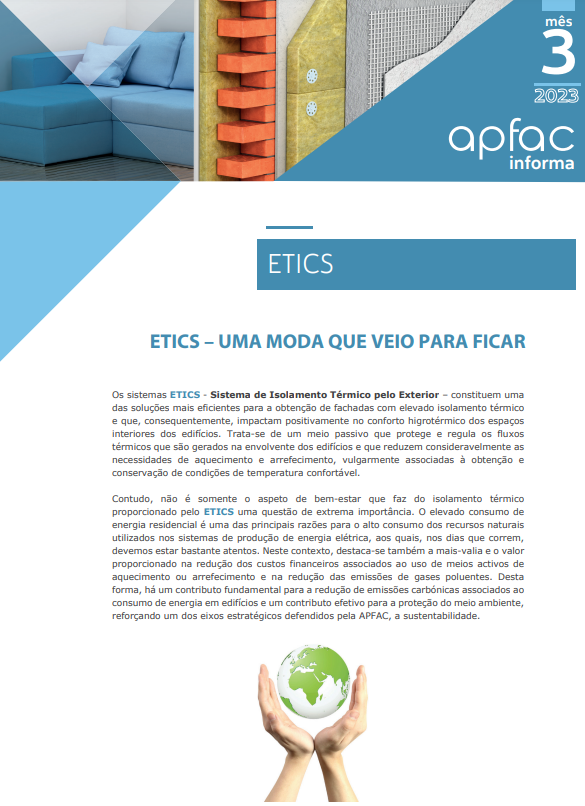 mês
3
2023
apfac
informa
ETICS
ETICS – UMA MODA QUE VEIO PARA FICAR
Os sistemas ETICS - Sistema de Isolamento Térmico pelo Exterior – constituem uma
das soluções mais eficientes para a obtenção de fachadas com elevado isolamento térmico
e que, consequentemente, impactam positivamente no conforto higrotérmico dos espaços
interiores dos edifícios. Trata-se de um meio passivo que protege e regula os fluxos
térmicos que são gerados na envolvente dos edifícios e que reduzem consideravelmente as
necessidades de aquecimento e arrefecimento, vulgarmente associadas à obtenção e
conservação de condições de temperatura confortável.
Contudo, não é somente o aspeto de bem-estar que faz do isolamento térmico
proporcionado pelo ETICS uma questão de extrema importância. O elevado consumo de
energia residencial é uma das principais razões para o alto consumo dos recursos naturais
utilizados nos sistemas de produção de energia elétrica, aos quais, nos dias que correm,
devemos estar bastante atentos. Neste contexto, destaca-se também a mais-valia e o valor
proporcionado na redução dos custos financeiros associados ao uso de meios activos de
aquecimento ou arrefecimento e na redução das emissões de gases poluentes. Desta
forma, há um contributo fundamental para a redução de emissões carbónicas associados ao
consumo de energia em edifícios e um contributo efetivo para a proteção do meio ambiente,
reforçando um dos eixos estratégicos defendidos pela APFAC, a sustentabilidade.